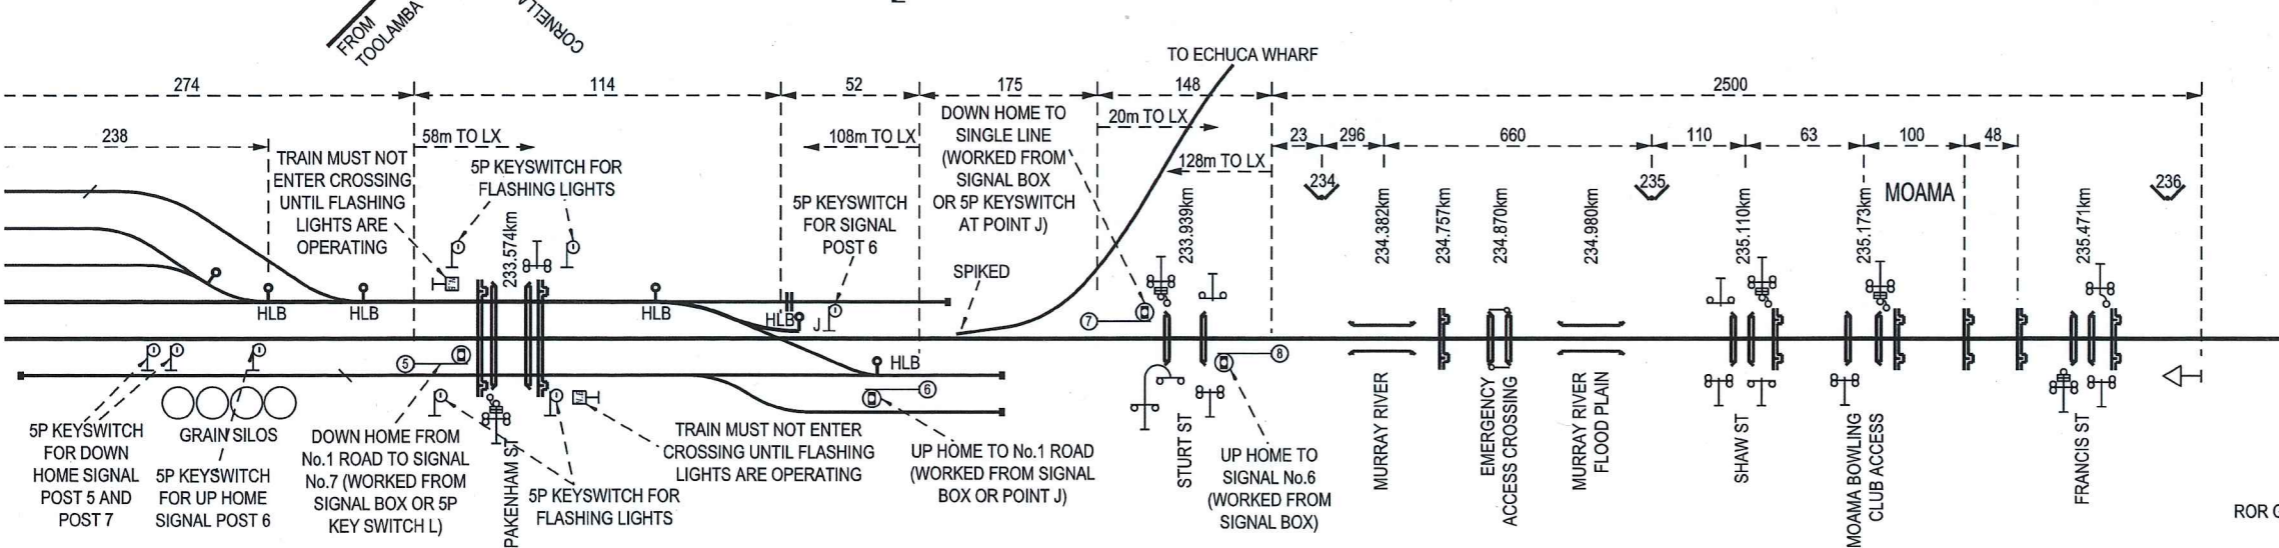 FROM
TOOLAMBA
TO ECHUCA WHARF
274
114
52
175
148
2500
238
58m TO LX
108m TO LX
20m TO LX
128m TO LX
23
296
660
110
63
100
48
TRAIN MUST NOT
ENTER CROSSING
UNTIL FLASHING
LIGHTS ARE
OPERATING
5P KEYSWITCH FOR
FLASHING LIGHTS
5P KEYSWITCH
FOR SIGNAL
POST 6
DOWN HOME TO
SINGLE LINE
(WORKED FROM
SIGNAL BOX
OR 5P KEYSWITCH
AT POINT J)
SPIKED
234
235
236
MOAMA
233.574km
233.939km
234.382km
234.757km
234.870km
234.980km
235.110km
235.173km
235.471km
HLB
HLB
HLB
HLB
J
HLB
5
6
7
8
5P KEYSWITCH
FOR DOWN
HOME SIGNAL
POST 5 AND
POST 7
GRAIN SILOS
5P KEYSWITCH
FOR UP HOME
SIGNAL POST 6
DOWN HOME FROM
No.1 ROAD TO SIGNAL
No.7 (WORKED FROM
SIGNAL BOX OR 5P
KEY SWITCH L)
PAKENHAM ST
5P KEYSWITCH FOR
FLASHING LIGHTS
TRAIN MUST NOT ENTER
CROSSING UNTIL FLASHING
LIGHTS ARE OPERATING
UP HOME TO No.1 ROAD
(WORKED FROM SIGNAL
BOX OR POINT J)
STURT ST
UP HOME TO
SIGNAL No.6
(WORKED FROM
SIGNAL BOX)
MURRAY RIVER
EMERGENCY
ACCESS CROSSING
MURRAY RIVER
FLOOD PLAIN
SHAW ST
MOAMA BOWLING
CLUB ACCESS
FRANCIS ST
ROR